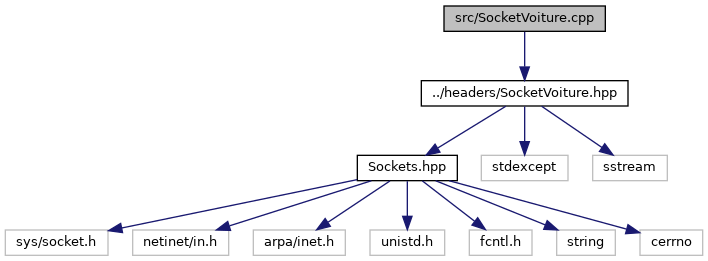 src/SocketVoiture.cpp
../headers/SocketVoiture.hpp
Sockets.hpp
stdexcept
sstream
sys/socket.h
netinet/in.h
arpa/inet.h
unistd.h
fcntl.h
string
cerrno